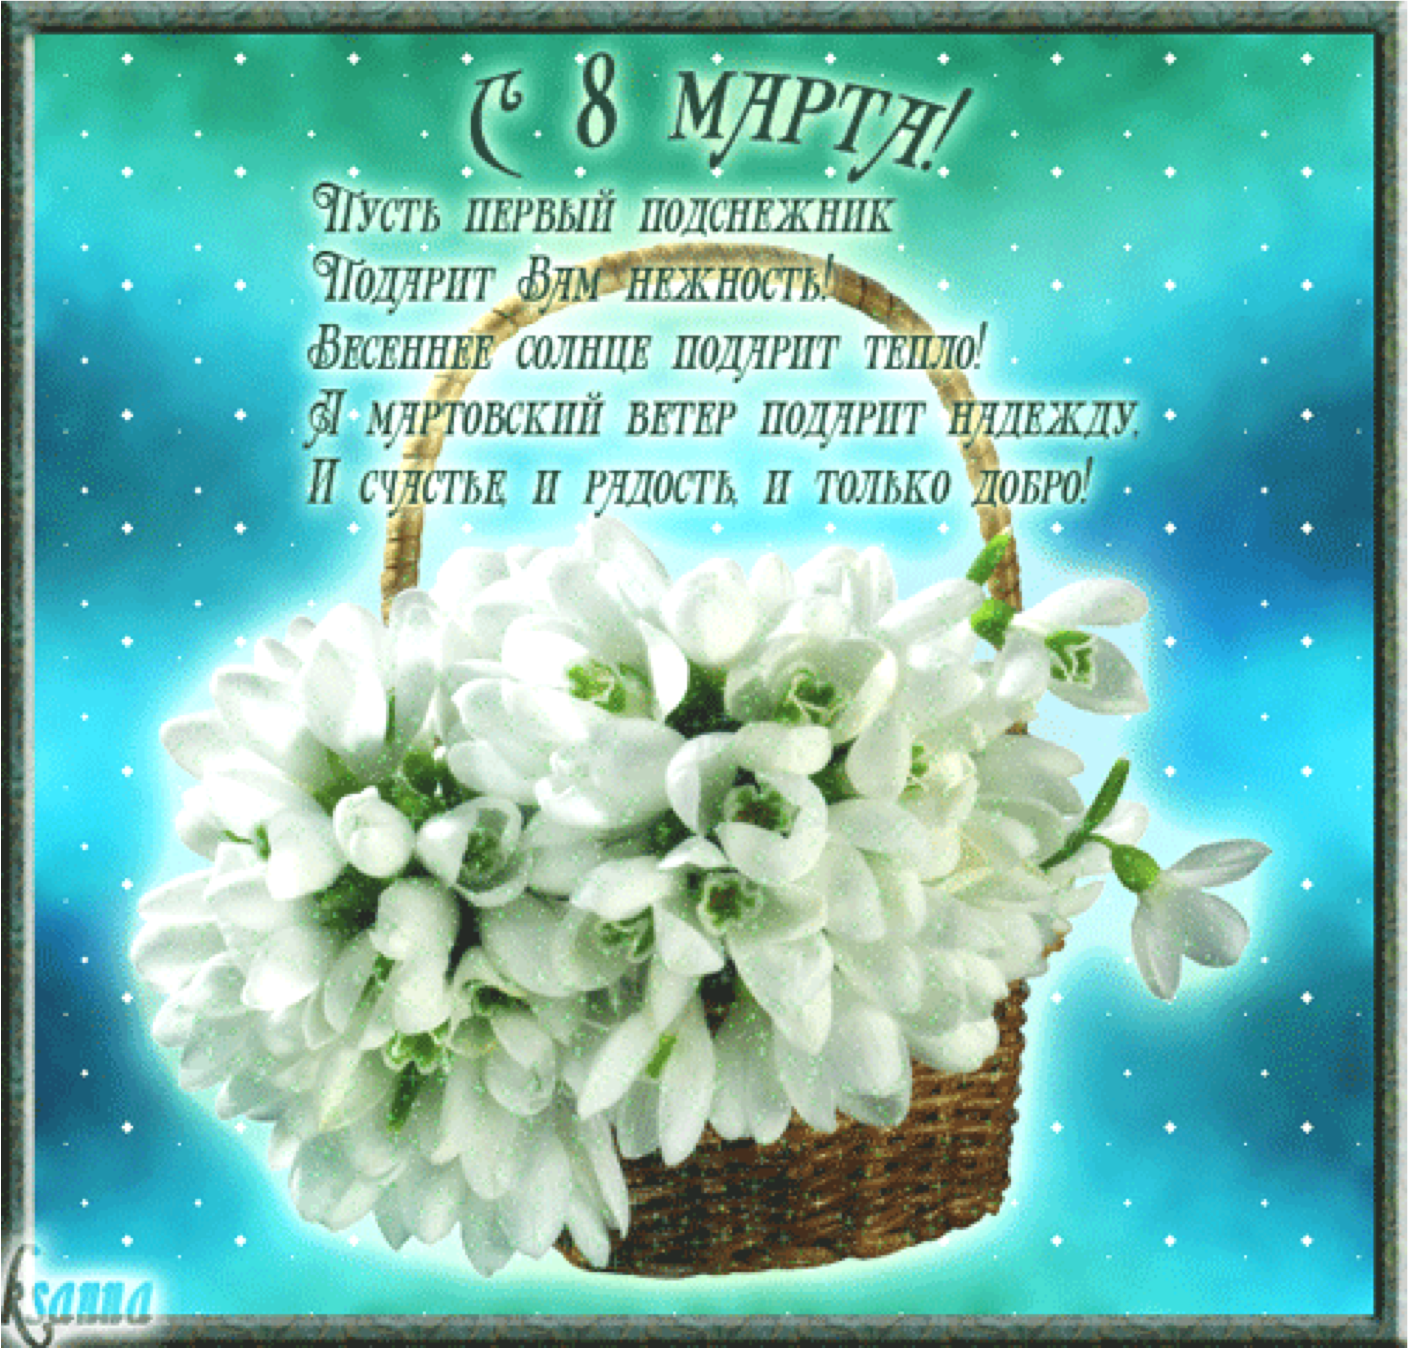 С 8 МАРТА!
Пусть первый подснежник
Подарит Вам нежность!
Весеннее солнце подарит тепло!
А мартовский ветер подарит надежду,
И счастье, и радость, и только добро!
ksanna